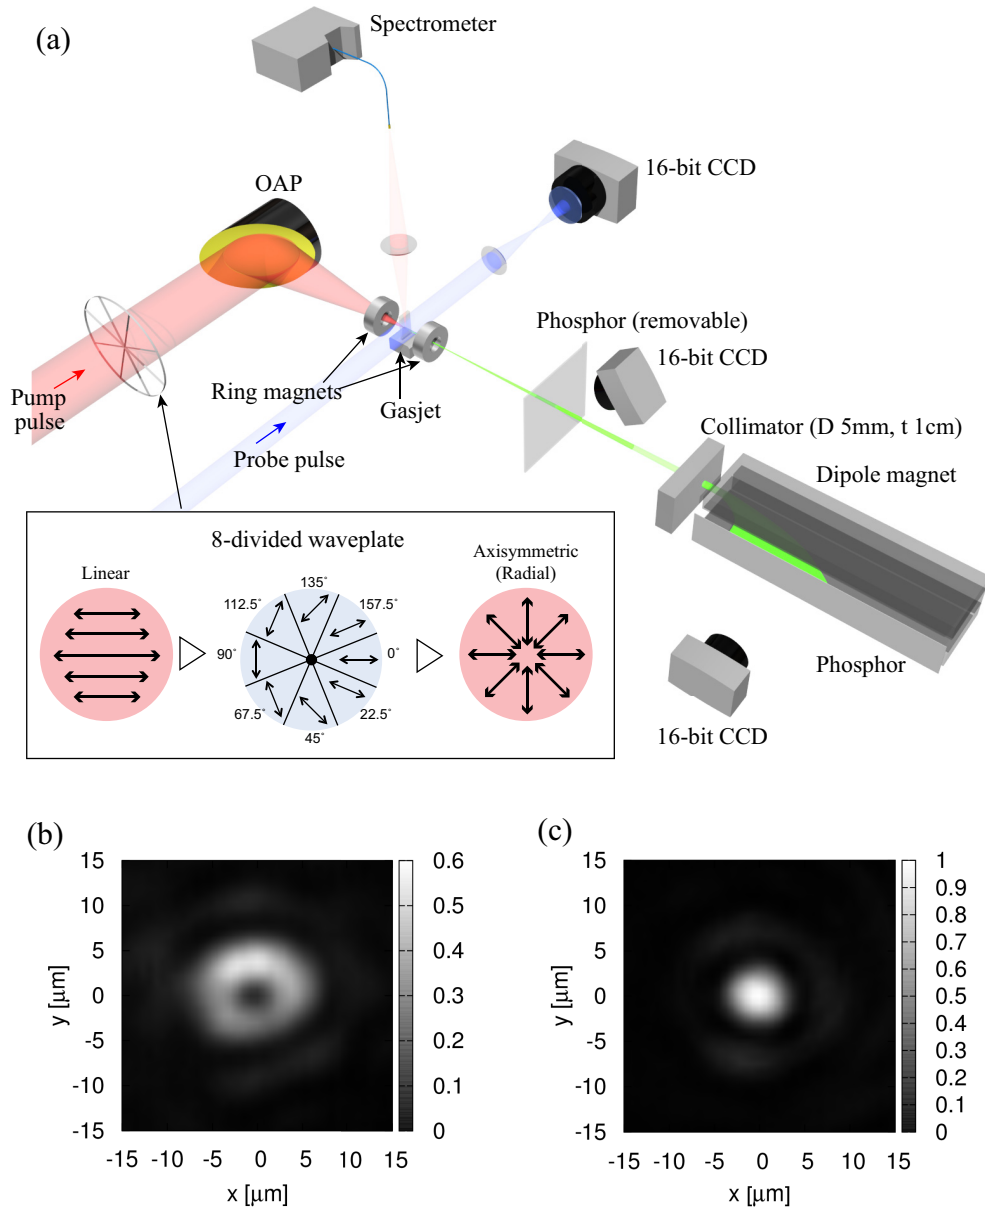 (a)
Spectrometer
16-bit CCD
OAP
Phosphor (removable)
16-bit CCD
Ring magnets
Gasjet
Pump
pulse
Probe pulse
Collimator (D 5mm, t 1cm)
Dipole magnet
Phosphor
16-bit CCD
8-divided waveplate
Linear
Axisymmetric
(Radial)
135°
112.5°
157.5°
90°
0°
67.5°
22.5°
45°
(b)
15
10
5
0
-5
-10
-15
y [μm]
-15 -10 -5 0 5 10 15
x [μm]
0.6
0.5
0.4
0.3
0.2
0.1
0
(c)
15
10
5
0
-5
-10
-15
y [μm]
-15 -10 -5 0 5 10 15
x [μm]
1
0.9
0.8
0.7
0.6
0.5
0.4
0.3
0.2
0.1
0